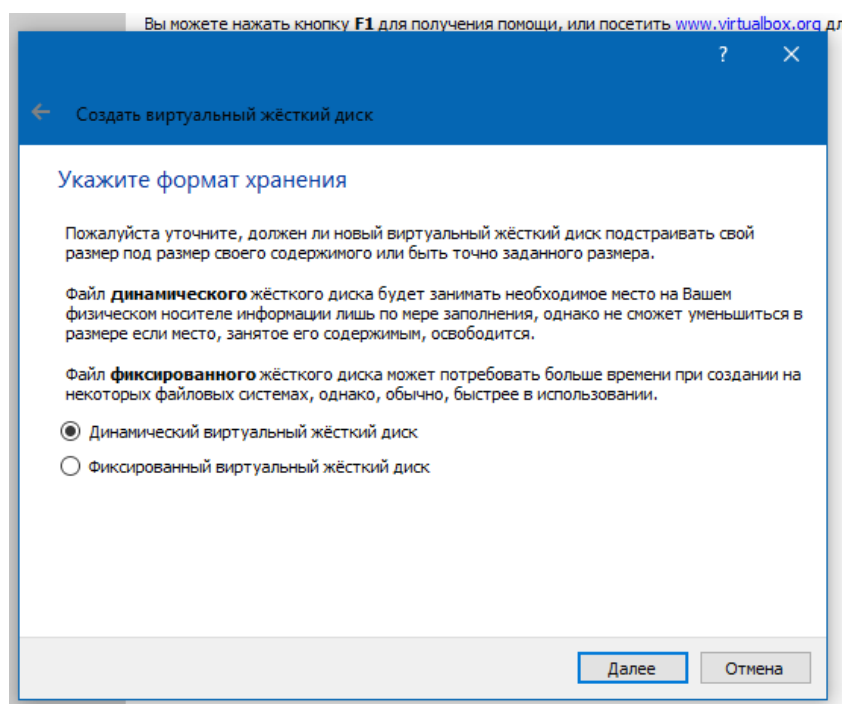 Вы можете нажать кнопку F1 для получения помощи, или посетить www.virtualbox.org дл
?
Создать виртуальный жёсткий диск
Укажите формат хранения
Пожалуйста уточните, должен ли новый виртуальный жёсткий диск подстраивать свой
размер под размер своего содержимого или быть точно заданного размера.
Файл динамического жёсткого диска будет занимать необходимое место на Вашем
физическом носителе информации лишь по мере заполнения, однако не сможет уменьшиться в
размере если место, занятое его содержимым, освободится.
Файл фиксированного жёсткого диска может потребовать больше времени при создании на
некоторых файловых системах, однако, обычно, быстрее в использовании.
Динамический виртуальный жёсткий диск
Фиксированный виртуальный жёсткий диск
Далее Отмена